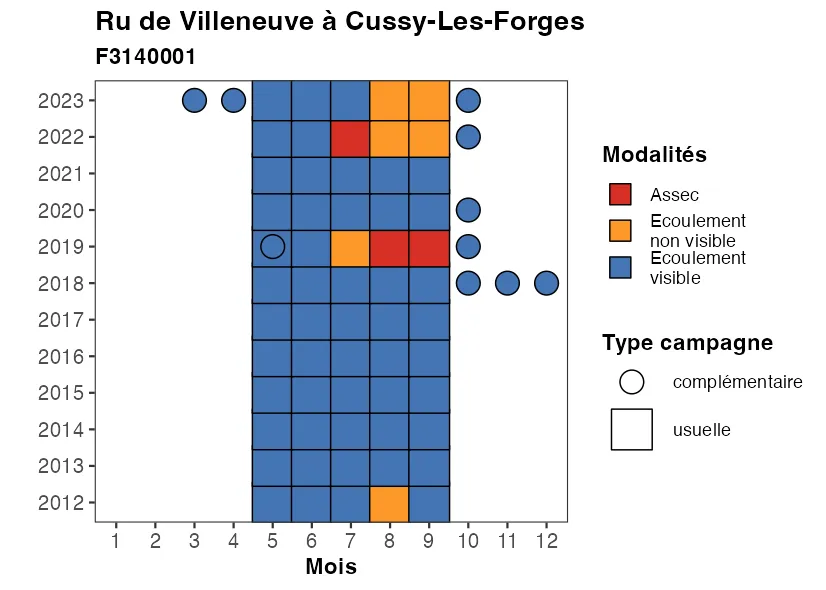 Ru de Villeneuve à Cussy-Les-Forges
F3140001
2023
2022
2021
2020
2019
2018
2017
2016
2015
2014
2013
2012
1 2 3 4 5 6 7 8 9 10 11 12
Mois
Modalités
Assec
Ecoulement
non visible
Ecoulement
visible
Type campagne
complémentaire
usuelle